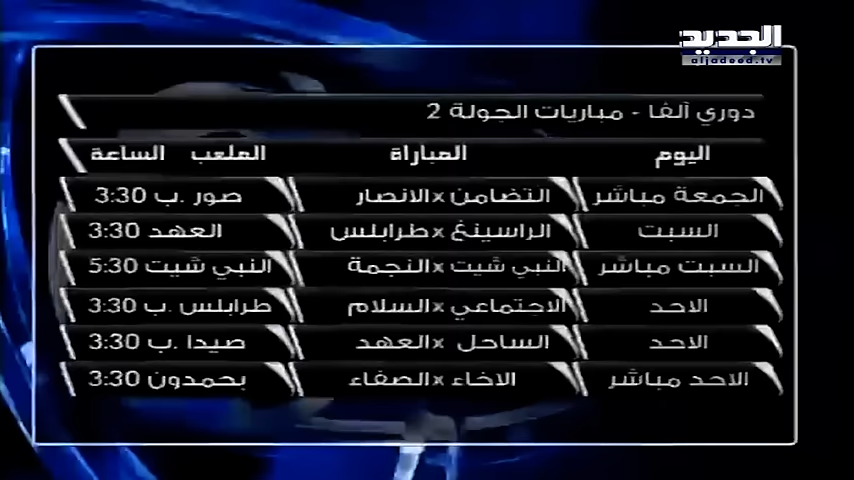 الجديد
aljadeed.tv
دوري ألفا - مباريات الجولة 2
اليوم المباراة الملعب الساعة
الجمعة مباشر التضامن x الانصار صور .ب 3:30
السبت الراسينغ x طرابلس العهد 3:30
السبت مباشر النبي شيت x النجمة النبي شيت 5:30
الاحد الاجتماعي x السلام طرابلس .ب 3:30
الاحد الساحل x العهد صيدا .ب 3:30
الاحد مباشر الاخاء x الصفاء بحمدون 3:30